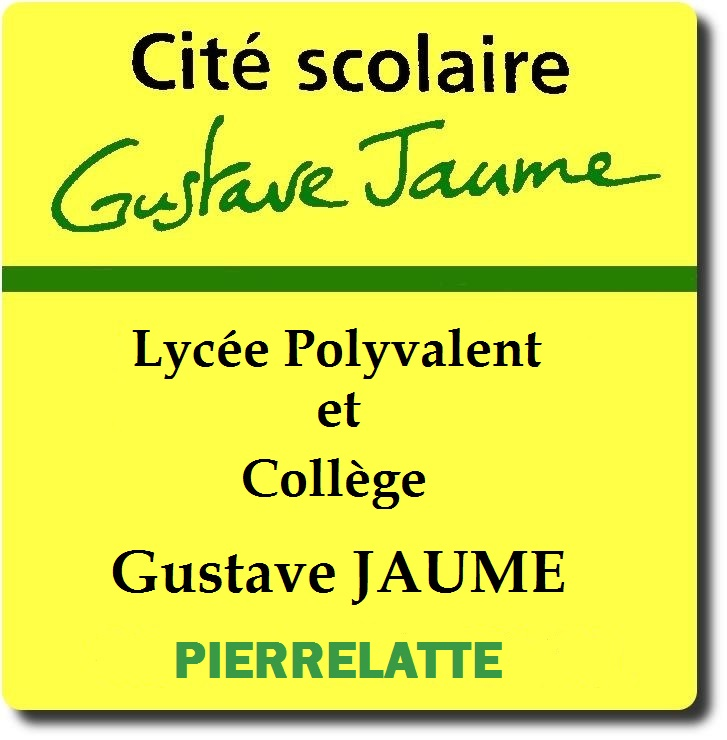 Cité scolaire
Gustave Jaume
Lycée Polyvalent
et
Collège
Gustave JAUME
PIERRELATTE